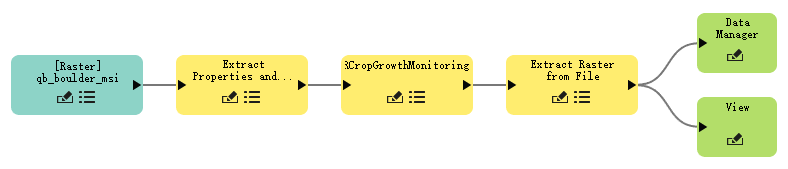 [Raster]
qb_boulder_msi
Extract
Properties and...
RCropGrowthMonitoring
Extract Raster
from File
Data
Manager
View